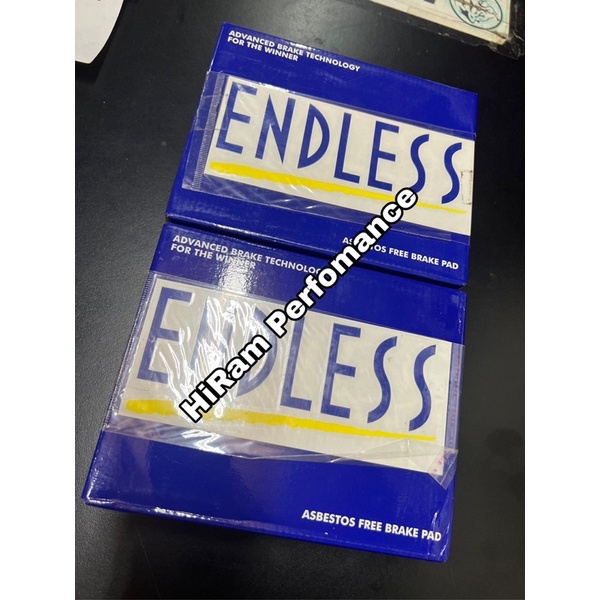 ADVANCED BRAKE TECHNOLOGY
FOR THE WINNER
ENDLESS
ASBESTOS FREE BRAKE PAD
HiRam Perfomance
ADVANCED BRAKE TECHNOLOGY
FOR THE WINNER
ENDLESS
ASBESTOS FREE BRAKE PAD